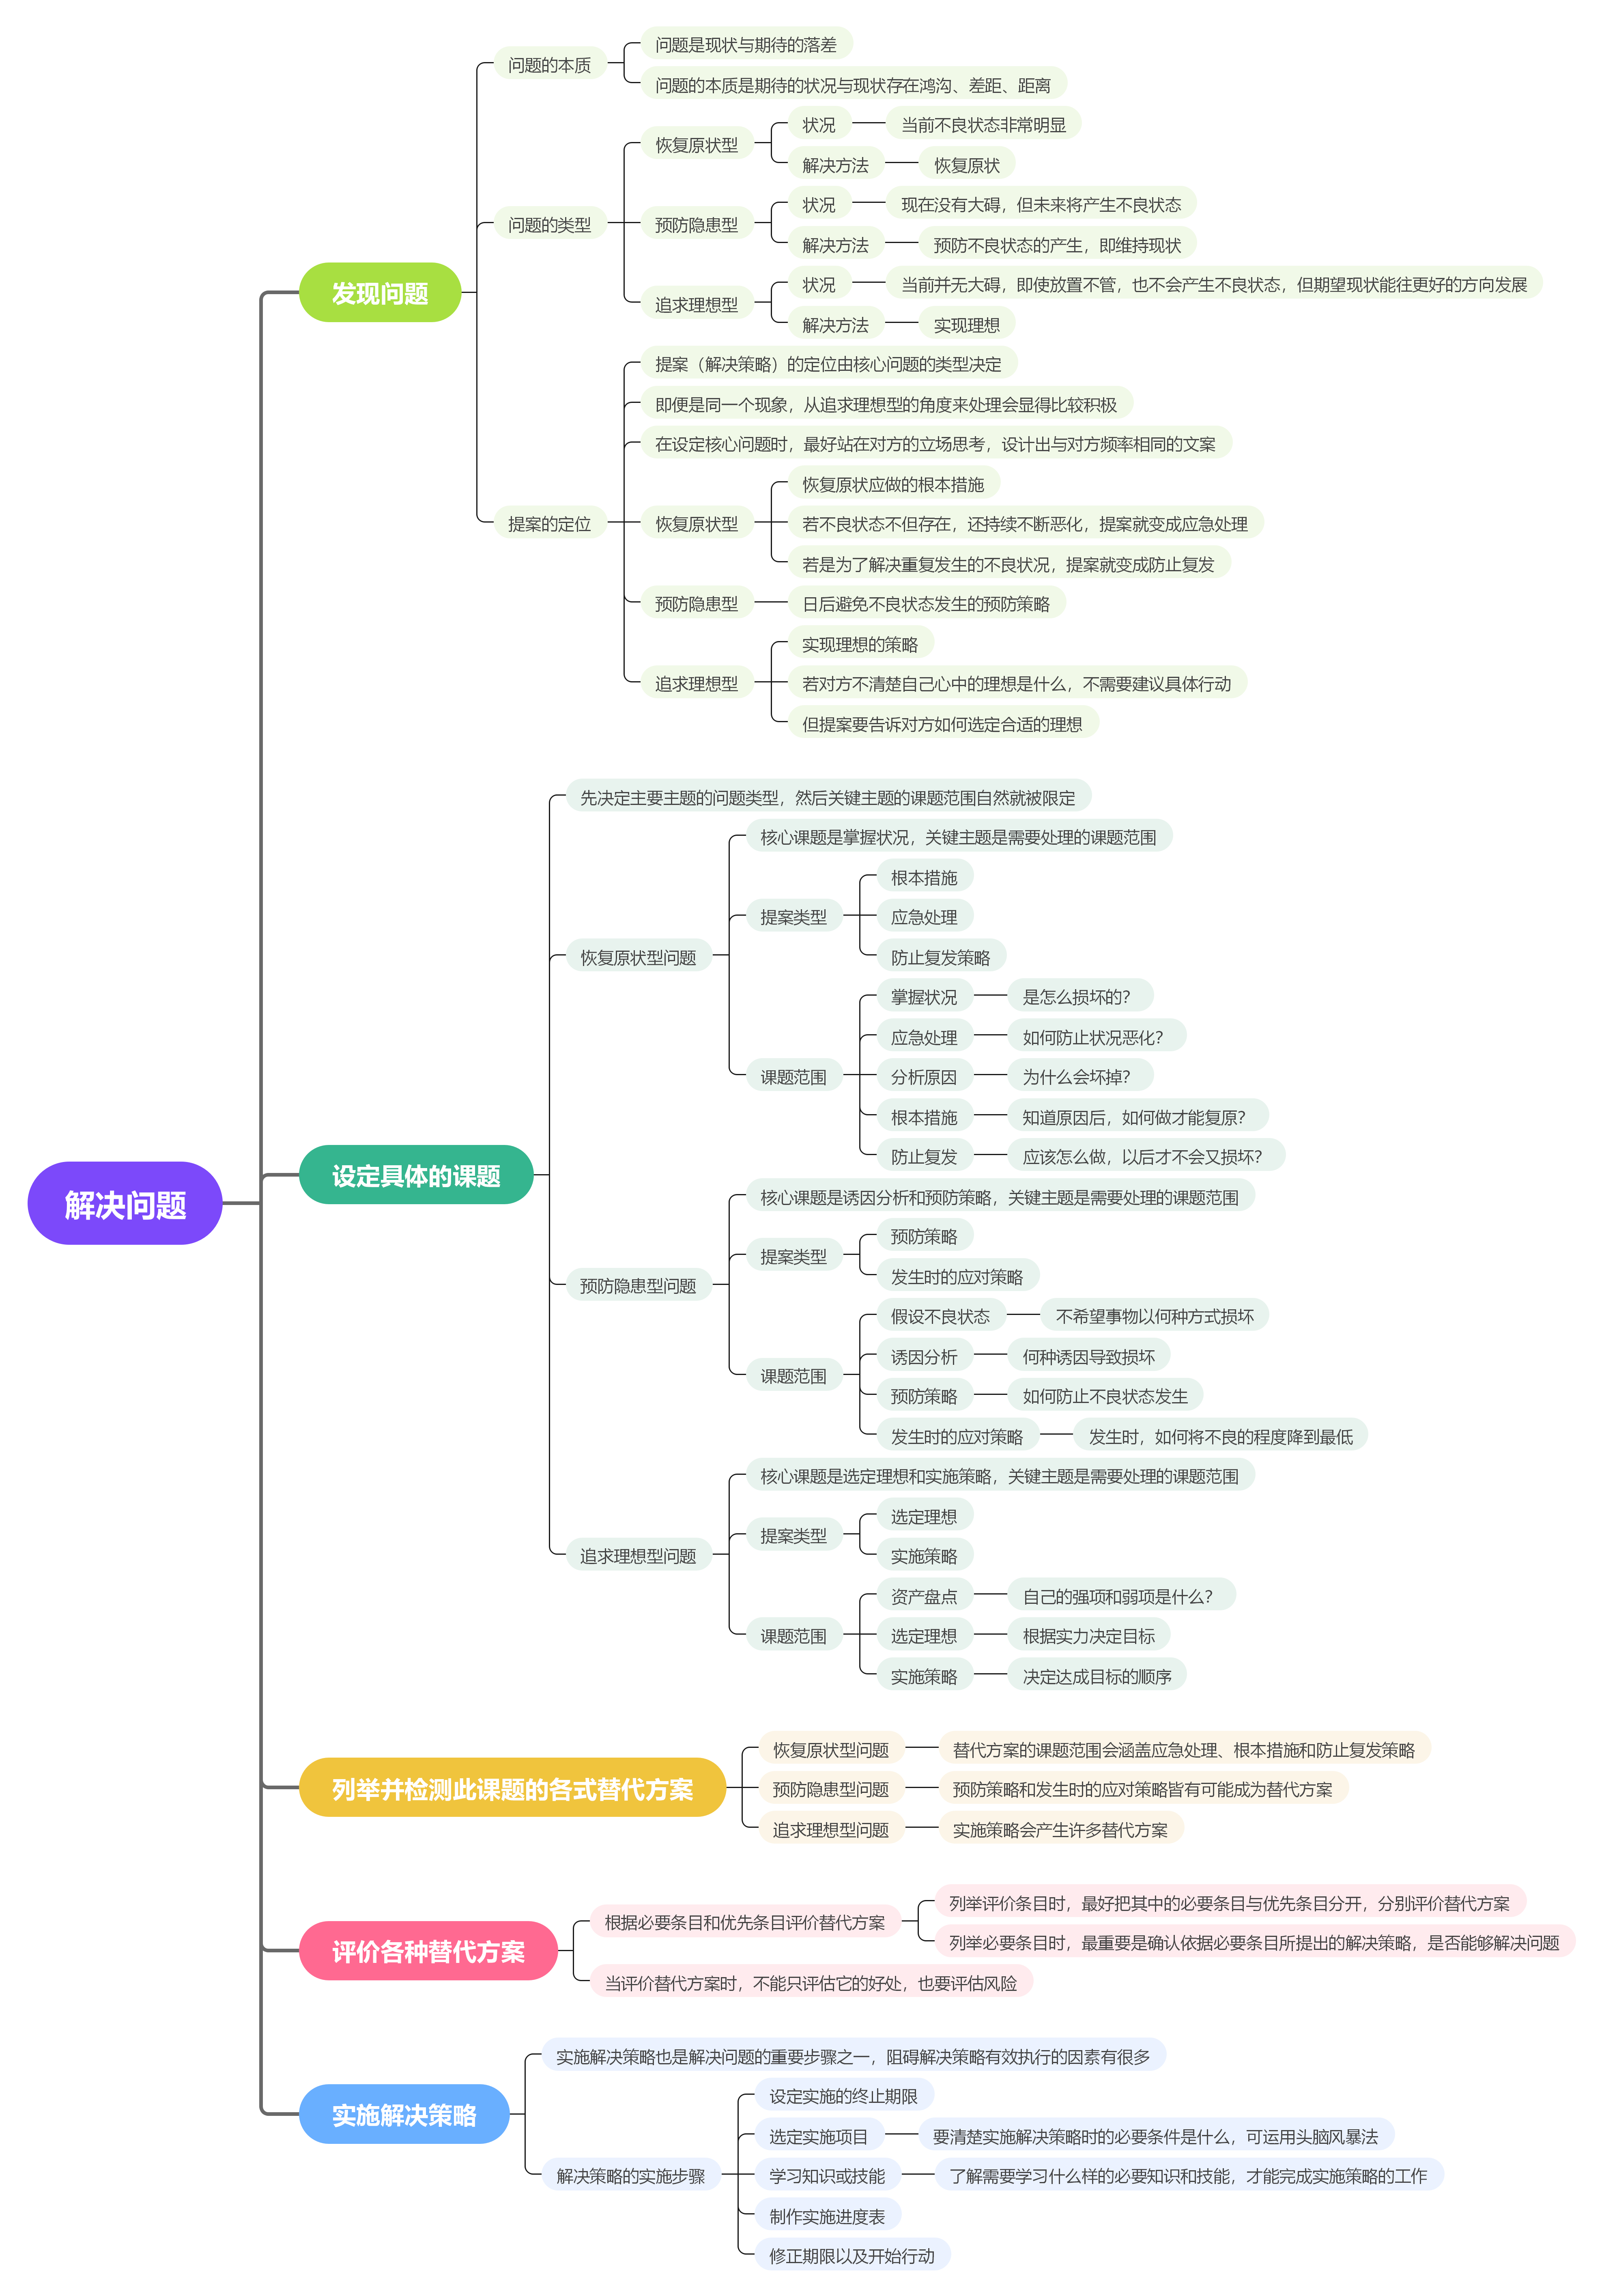 解决问题
发现问题
问题的本质
问题是现状与期待的落差
问题的本质是期待的状况与现状存在鸿沟、差距、距离
问题的类型
恢复原状型
状况
当前不良状态非常明显
解决方法
恢复原状
预防隐患型
状况
现在没有大碍，但未来将产生不良状态
解决方法
预防不良状态的产生，即维持现状
追求理想型
状况
当前并无大碍，即使放置不管，也不会产生不良状态，但期望现状能往更好的方向发展
解决方法
实现理想
提案的定位
提案（解决策略）的定位由核心问题的类型决定
即便是同一个现象，从追求理想型的角度来处理会显得比较积极
在设定核心问题时，最好站在对方的立场思考，设计出与对方频率相同的文案
恢复原状型
恢复原状应做的根本措施
若不良状态不但存在，还持续不断恶化，提案就变成应急处理
若是为了解决重复发生的不良状况，提案就变成防止复发
预防隐患型
日后避免不良状态发生的预防策略
追求理想型
实现理想的策略
若对方不清楚自己心中的理想是什么，不需要建议具体行动
但提案要告诉对方如何选定合适的理想
设定具体的课题
先决定主要主题的问题类型，然后关键主题的课题范围自然就被限定
恢复原状型问题
核心课题是掌握状况，关键主题是需要处理的课题范围
提案类型
根本措施
应急处理
防止复发策略
课题范围
掌握状况
是怎么损坏的？
应急处理
如何防止状况恶化？
分析原因
为什么会坏掉？
根本措施
知道原因后，如何做才能复原？
防止复发
应该怎么做，以后才不会又损坏？
预防隐患型问题
核心课题是诱因分析和预防策略，关键主题是需要处理的课题范围
提案类型
预防策略
发生时的应对策略
课题范围
假设不良状态
不希望事物以何种方式损坏
诱因分析
何种诱因导致损坏
预防策略
如何防止不良状态发生
发生时的应对策略
发生时，如何将不良的程度降到最低
追求理想型问题
核心课题是选定理想和实施策略，关键主题是需要处理的课题范围
提案类型
选定理想
实施策略
课题范围
资产盘点
自己的强项和弱项是什么？
选定理想
根据实力决定目标
实施策略
决定达成目标的顺序
列举并检测此课题的各式替代方案
恢复原状型问题
替代方案的课题范围会涵盖应急处理、根本措施和防止复发策略
预防隐患型问题
预防策略和发生时的应对策略皆有可能成为替代方案
追求理想型问题
实施策略会产生许多替代方案
评价各种替代方案
根据必要条目和优先条目评价替代方案
列举评价条目时，最好把其中的必要条目与优先条目分开，分别评价替代方案
列举必要条目时，最重要是确认依据必要条目所提出的解决策略，是否能够解决问题
当评价替代方案时，不能只评估它的好处，也要评估风险
实施解决策略
实施解决策略也是解决问题的重要步骤之一，阻碍解决策略有效执行的因素有很多
解决策略的实施步骤
设定实施的终止期限
选定实施项目
要清楚实施解决策略时的必要条件是什么，可运用头脑风暴法
学习知识或技能
了解需要学习什么样的必要知识和技能，才能完成实施策略的工作
制作实施进度表
修正期限以及开始行动